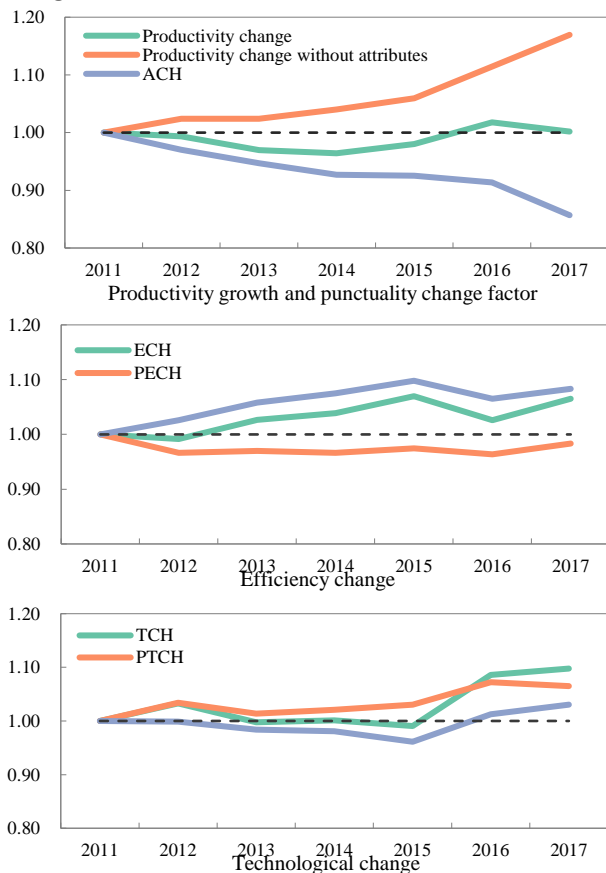 1.20
Productivity change
Productivity change without attributes
ACH
1.10
1.00
0.90
0.80
2011 2012 2013 2014 2015 2016 2017
Productivity growth and punctuality change factor
1.20
ECH
PECH
1.10
1.00
0.90
0.80
2011 2012 2013 2014 2015 2016 2017
Efficiency change
1.20
TCH
PTCH
1.10
1.00
0.90
0.80
2011 2012 2013 2014 2015 2016 2017
Technological change